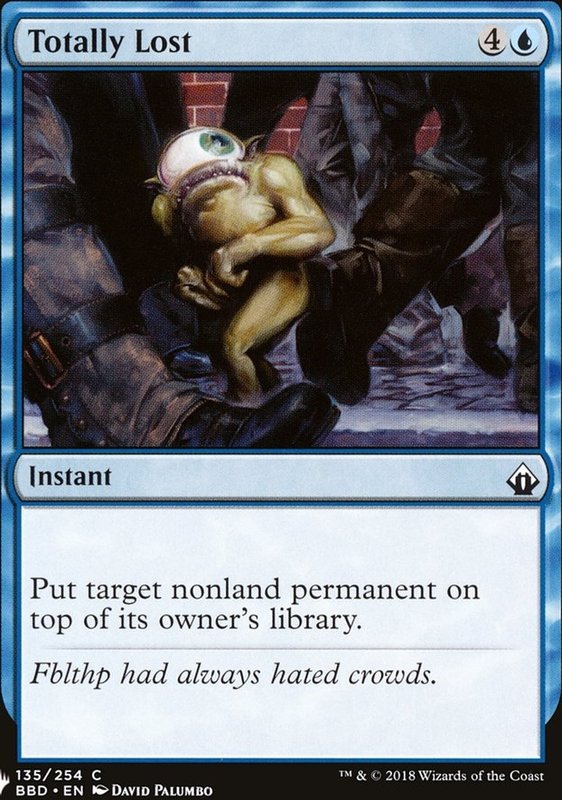 Totally Lost 4
Instant
Put target nonland permanent on
top of its owner's library.
Fblthp had always hated crowds.
135/254 C
BBD • EN David Palumbo
™ & © 2018 Wizards of the Coast